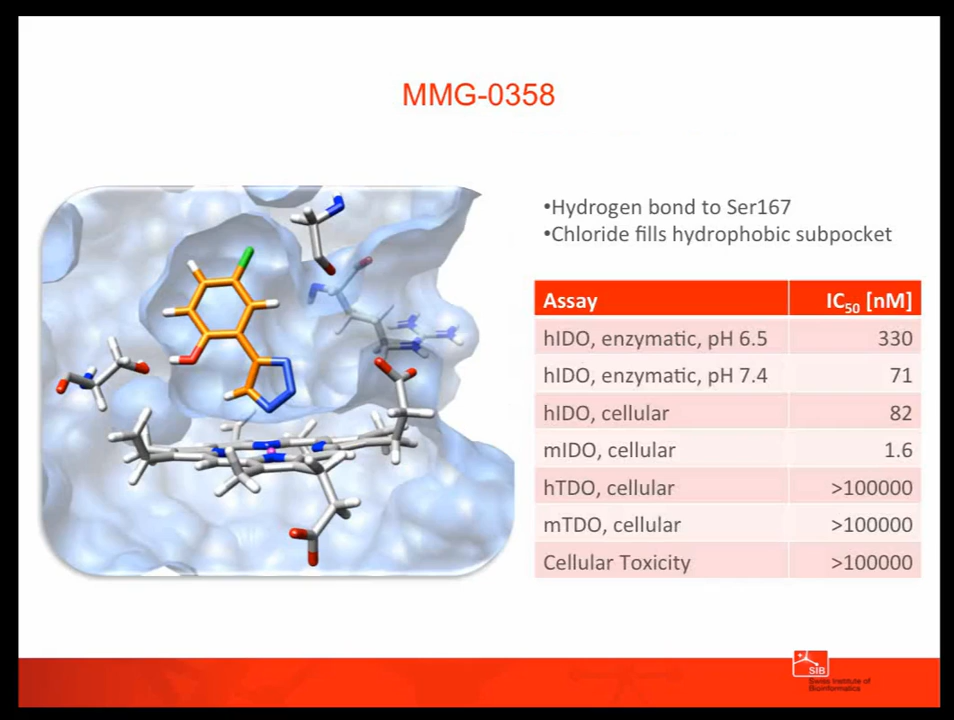 MMG-0358
•Hydrogen bond to Ser167
•Chloride fills hydrophobic subpocket
Assay IC50 [nM]
hIDO, enzymatic, pH 6.5 330
hIDO, enzymatic, pH 7.4 71
hIDO, cellular 82
mIDO, cellular 1.6
hTDO, cellular >100000
mTDO, cellular >100000
Cellular Toxicity >100000
SIB
Swiss Institute of
Bioinformatics